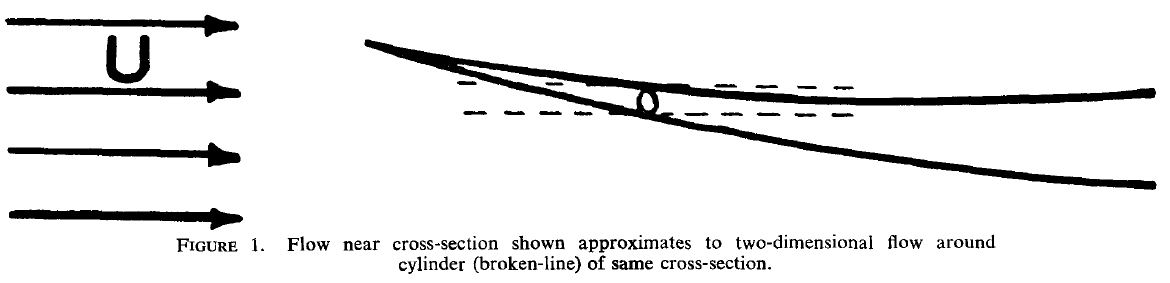 U
FIGURE 1. Flow near cross-section shown approximates to two-dimensional flow around
cylinder (broken-line) of same cross-section.